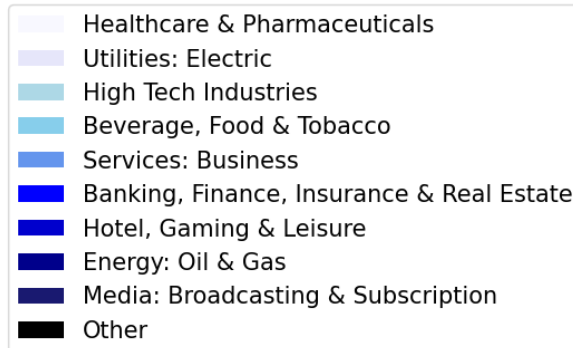 Healthcare & Pharmaceuticals
Utilities: Electric
High Tech Industries
Beverage, Food & Tobacco
Services: Business
Banking, Finance, Insurance & Real Estate
Hotel, Gaming & Leisure
Energy: Oil & Gas
Media: Broadcasting & Subscription
Other